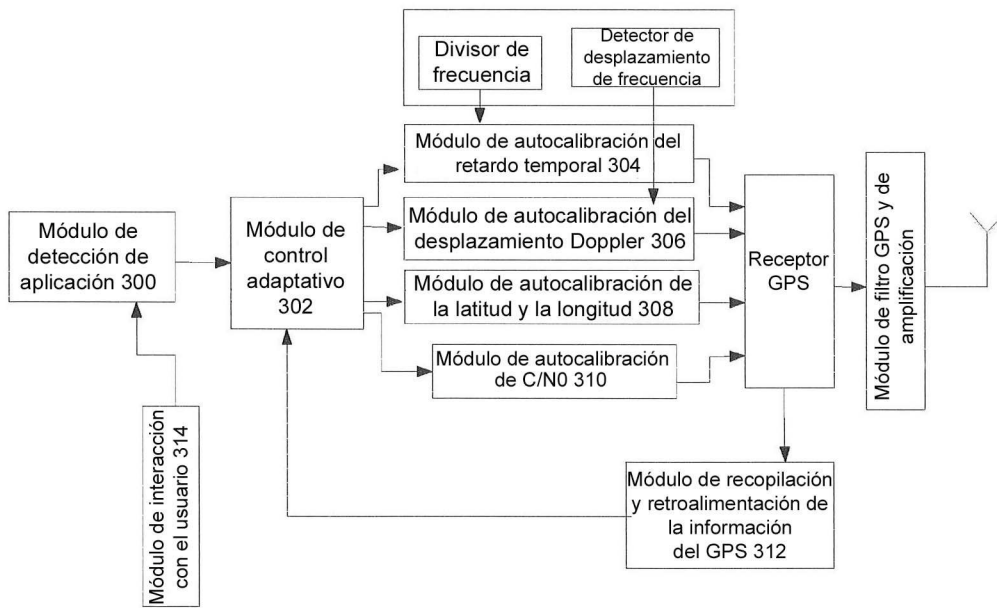 Divisor de
frecuencia
Detector de
desplazamiento
de frecuencia
Módulo de autocalibración del
retardo temporal 304
Módulo de
detección de
aplicación 300
Módulo de
control
adaptativo
302
Módulo de autocalibración del
desplazamiento Doppler 306
Módulo de autocalibración de
la latitud y la longitud 308
Módulo de autocalibración
de C/N0 310
Receptor
GPS
Módulo de filtro GPS y de
amplificación
Módulo de interacción
con el usuario 314
Módulo de recopilación
y retroalimentación de
la información
del GPS 312